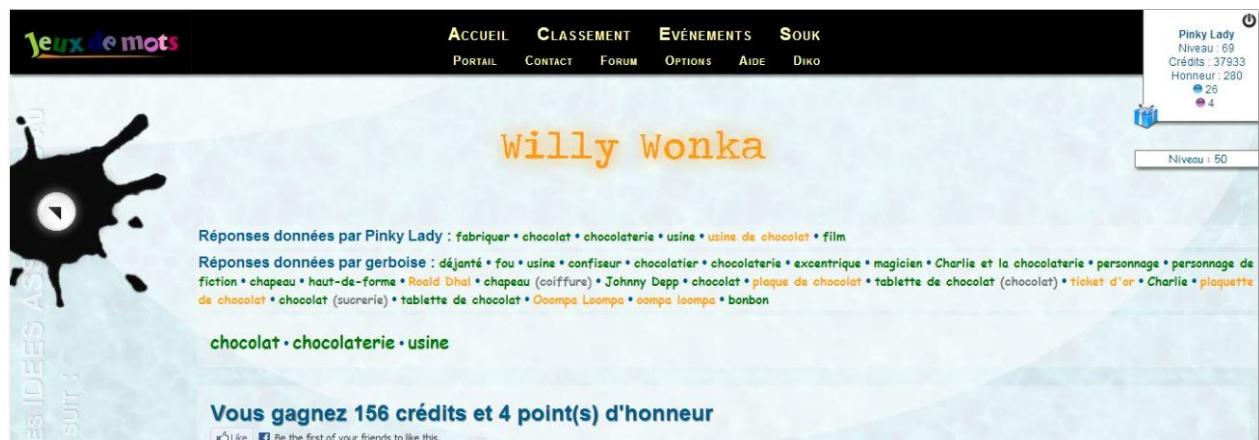 Jeux de mots
ACCUEIL CLASSEMENT EVÉNEMENTS SOUK
PORTAIL CONTACT FORUM OPTIONS AIDE DIKO
Pinky Lady
Niveau : 69
Crédits : 37933
Honneur : 280
26
4
Niveau : 50
Willy Wonka
Réponses données par Pinky Lady : fabriquer • chocolat • chocolaterie • usine • usine de chocolat • film
Réponses données par gerboise : déjanté • fou • usine • confiseur • chocolatier • chocolaterie • excentrique • magicien • Charlie et la chocolaterie • personnage • personnage de
fiction • chapeau • haut-de-forme • Roald Dhal • chapeau (coiffure) • Johnny Depp • chocolat • plaque de chocolat • tablette de chocolat (chocolat) • ticket d'or • Charlie • plaquette
de chocolat • chocolat (sucrerie) • tablette de chocolat • Ooompa Loompa • oompa loompa • bonbon
chocolat • chocolaterie • usine
Vous gagnez 156 crédits et 4 point(s) d'honneur
Like Be the first of your friends to like this.
IDEES
SUIT :